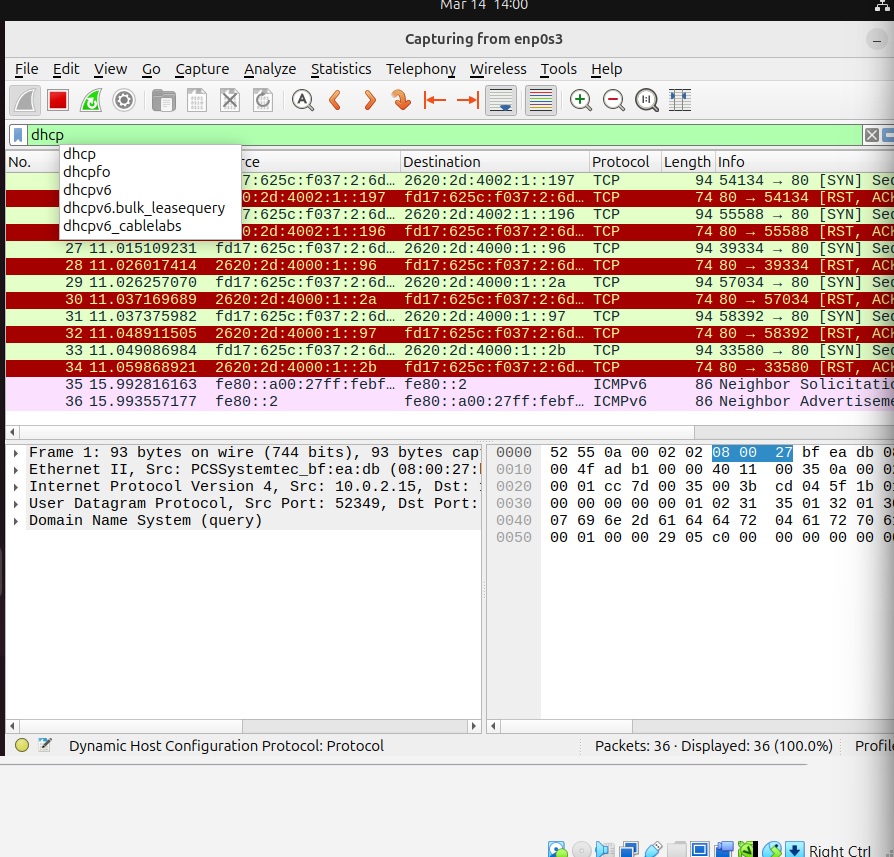 Mar 14 14:00
Capturing from enp0s3
File Edit View Go Capture Analyze Statistics Telephony Wireless Tools Help
dhcp
No. rce Destination Protocol Length Info
dhcp
dhcpfo
dhcpv6
dhcpv6.bulk_leasequery
dhcpv6_cablelabs
17:625c:f037:2:6d… 2620:2d:4002:1::197 TCP 94 54134 → 80 [SYN] Sec
0:2d:4002:1::197 fd17:625c:f037:2:6d… TCP 74 80 → 54134 [RST, ACK
17:625c:f037:2:6d… 2620:2d:4002:1::196 TCP 94 55588 → 80 [SYN] Sec
0:2d:4002:1::196 fd17:625c:f037:2:6d… TCP 74 80 → 55588 [RST, ACK
27 11.015109231 fd17:625c:f037:2:6d… 2620:2d:4000:1::96 TCP 94 39334 → 80 [SYN] Sec
28 11.026017414 2620:2d:4000:1::96 fd17:625c:f037:2:6d… TCP 74 80 → 39334 [RST, ACK
29 11.026257070 fd17:625c:f037:2:6d… 2620:2d:4000:1::2a TCP 94 57034 → 80 [SYN] Sec
30 11.037169689 2620:2d:4000:1::2a fd17:625c:f037:2:6d… TCP 74 80 → 57034 [RST, ACK
31 11.037375982 fd17:625c:f037:2:6d… 2620:2d:4000:1::97 TCP 94 58392 → 80 [SYN] Sec
32 11.048911505 2620:2d:4000:1::97 fd17:625c:f037:2:6d… TCP 74 80 → 58392 [RST, ACK
33 11.049086984 fd17:625c:f037:2:6d… 2620:2d:4000:1::2b TCP 94 33580 → 80 [SYN] Sec
34 11.059868921 2620:2d:4000:1::2b fd17:625c:f037:2:6d… TCP 74 80 → 33580 [RST, ACK
35 15.992816163 fe80::a00:27ff:febf… fe80::2 ICMPv6 86 Neighbor Solicitatio
36 15.993557177 fe80::2 fe80::a00:27ff:febf… ICMPv6 86 Neighbor Advertiseme
Frame 1: 93 bytes on wire (744 bits), 93 bytes cap
Ethernet II, Src: PCSSystemtec_bf:ea:db (08:00:27:
Internet Protocol Version 4, Src: 10.0.2.15, Dst:
User Datagram Protocol, Src Port: 52349, Dst Port:
Domain Name System (query)
0000 52 55 0a 00 02 02 08 00 27 bf ea db 08
0010 00 4f ad b1 00 00 40 11 00 35 0a 00 02
0020 00 01 cc 7d 00 35 00 3b cd 04 5f 1b 01
0030 00 00 00 00 00 01 02 31 35 01 32 01
0040 07 69 6e 2d 61 64 64 72 04 61 72 70 61
0050 00 01 00 00 29 05 c0 00 00 00 00 00
Dynamic Host Configuration Protocol: Protocol Packets: 36 · Displayed: 36 (100.0%) Profile
Right Ctrl